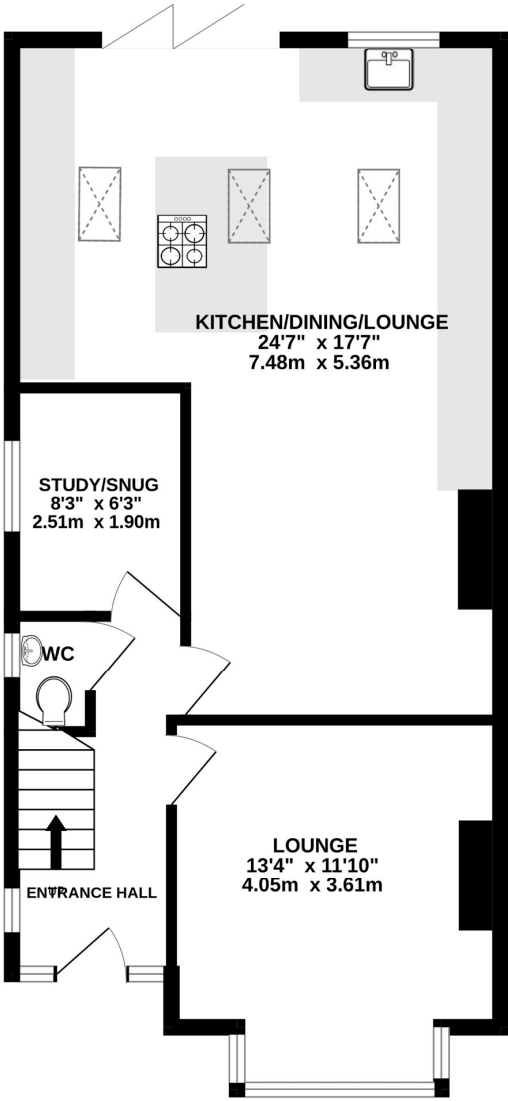 KITCHEN/DINING/LOUNGE
24'7" x 17'7"
7.48m x 5.36m
STUDY/SNUG
8'3" x 6'3"
2.51m x 1.90m
WC
LOUNGE
13'4" x 11'10"
4.05m x 3.61m
UP
ENTRANCE HALL